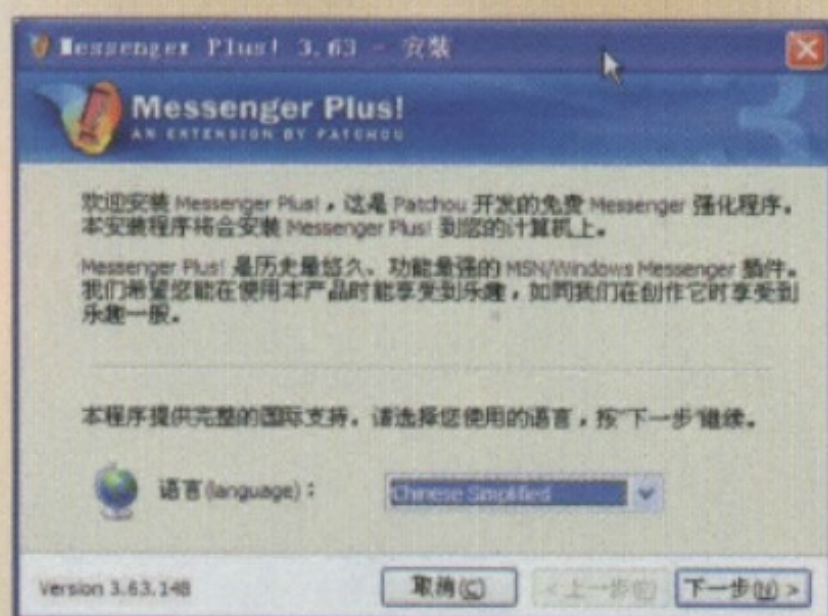 Messenger Plus! 3.63 - 安裝
Messenger Plus!
AN EXTENSION BY PATCHOU
欢迎安装 Messenger Plus!，这是 Patchou 开发的免费 Messenger 强化程序。
本安装程序将会安装 Messenger Plus! 到您的计算机上。
Messenger Plus! 是历史最悠久、功能最强的 MSN/Windows Messenger 插件。
我们希望您能在使用本产品时能享受到乐趣，如同我们在创作它时享受到
乐趣一般。
本程序提供完整的国际支持。请选择您使用的语言，按"下一步"继续。
语言(language)：
Chinese Simplified
Version 3.63.148
取消(C)
<上一步(B)
下一步(N) >